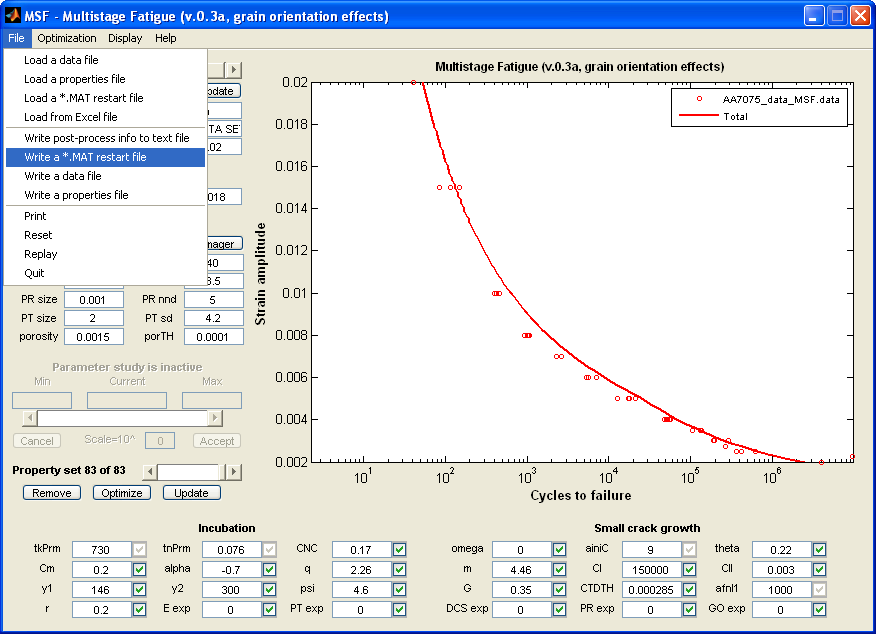 MSF - Multistage Fatigue (v.0.3a, grain orientation effects)
File Optimization Display Help
Load a data file
Load a properties file
Load a *.MAT restart file
Load from Excel file
Write post-process info to text file
Write a *.MAT restart file
Write a data file
Write a properties file
Print
Reset
Replay
Quit
pdate
TA SE
.02
018
nager
40
3.5
PR size 0.001 PR nnd 5
PT size 2 PT sd 4.2
porosity 0.0015 porTH 0.0001
Parameter study is inactive
Min Current Max
Cancel Scale=10^ 0 Accept
Property set 83 of 83
Remove Optimize Update
Multistage Fatigue (v.0.3a, grain orientation effects)
AA7075_data_MSF.data
Total
Strain amplitude
0.02
0.018
0.016
0.014
0.012
0.01
0.008
0.006
0.004
0.002
10^1 10^2 10^3 10^4 10^5 10^6
Cycles to failure
Incubation
tkPrm 730 tnPrm 0.076 CNC 0.17
Cm 0.2 alpha -0.7 q 2.26
y1 146 y2 300 psi 4.6
r 0.2 E exp 0 PT exp 0
Small crack growth
omega 0 ainiC 9 theta 0.22
m 4.46 CI 150000 CII 0.003
G 0.35 CTDTH 0.000285 afnl1 1000
DCS exp 0 PR exp 0 GO exp 0